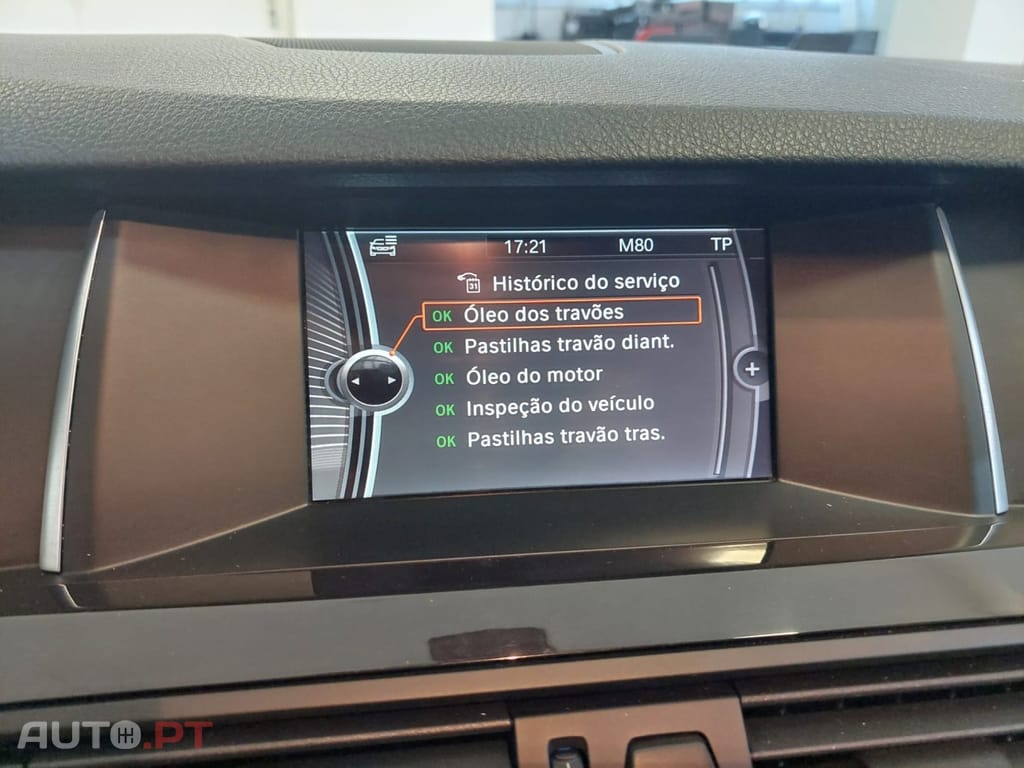 17:21 M80 TP
31 Histórico do serviço
OK Óleo dos travões
OK Pastilhas travão diant.
OK Óleo do motor
OK Inspeção do veículo
OK Pastilhas travão tras.
+
AUTO.PT